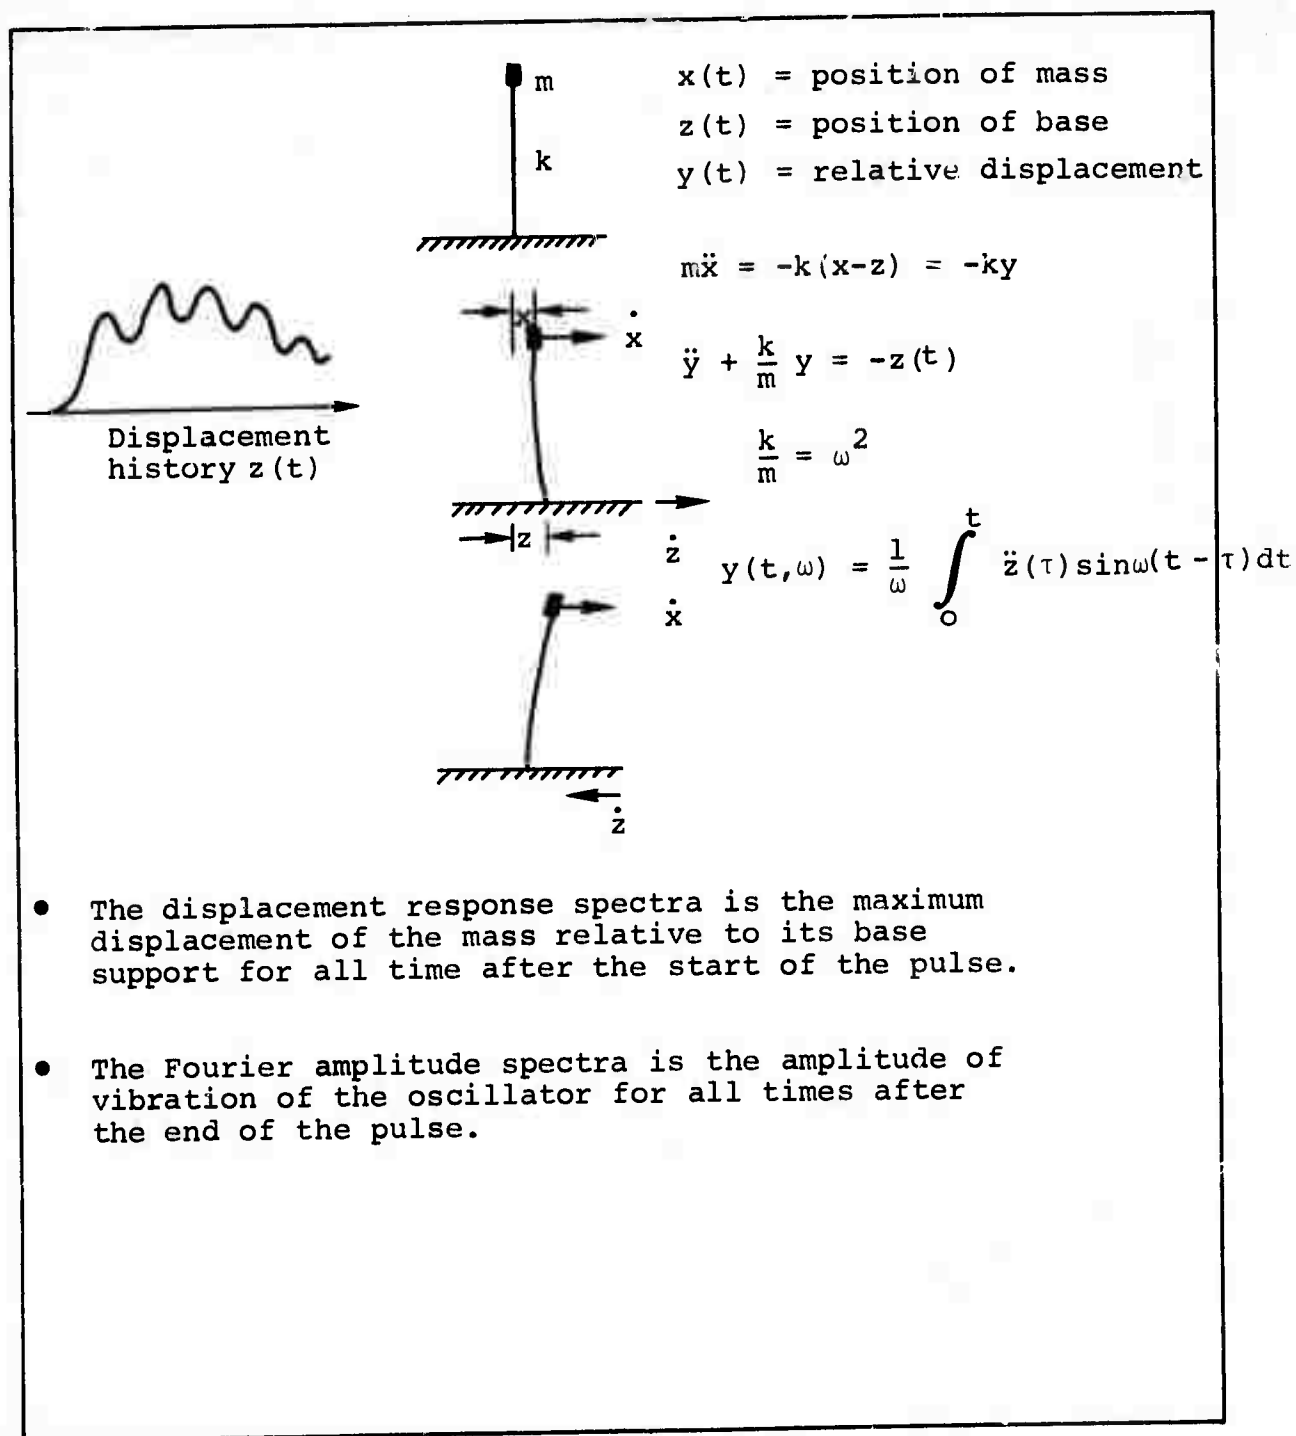 m
k
x(t) = position of mass
z(t) = position of base
y(t) = relative displacement
mẍ = -k(x-z) = -ky
x
ẋ
ÿ + k/m y = -z(t)
k/m = ω²
Displacement
history z(t)
z
ż
y(t,ω) = 1/ω ∫₀ᵗ z̈(τ)sinω(t - τ)dt
ẋ
ż
• The displacement response spectra is the maximum
displacement of the mass relative to its base
support for all time after the start of the pulse.
• The Fourier amplitude spectra is the amplitude of
vibration of the oscillator for all times after
the end of the pulse.